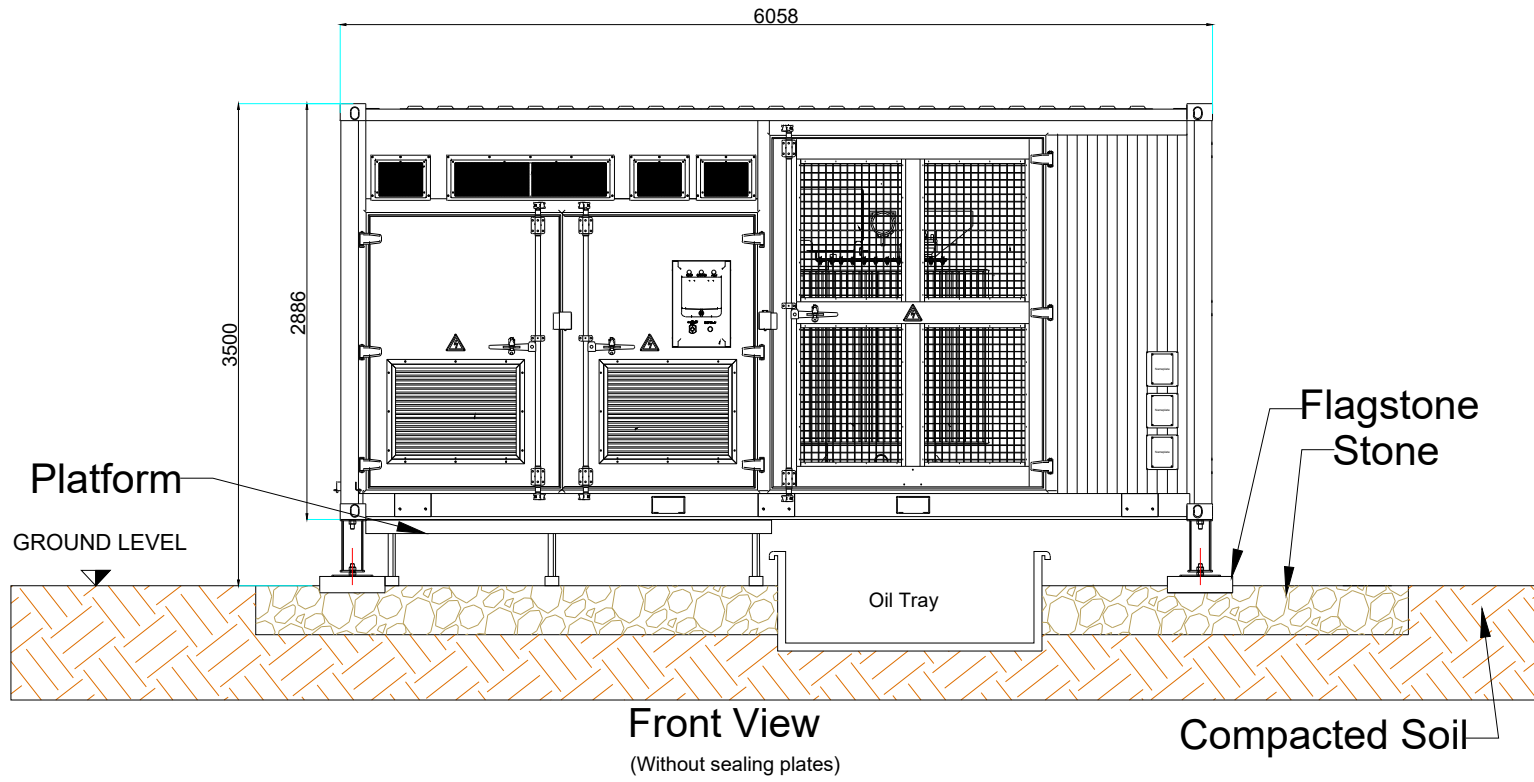 6058
3500
2886
Flagstone
Stone
Platform
GROUND LEVEL
Oil Tray
Front View
(Without sealing plates)
Compacted Soil